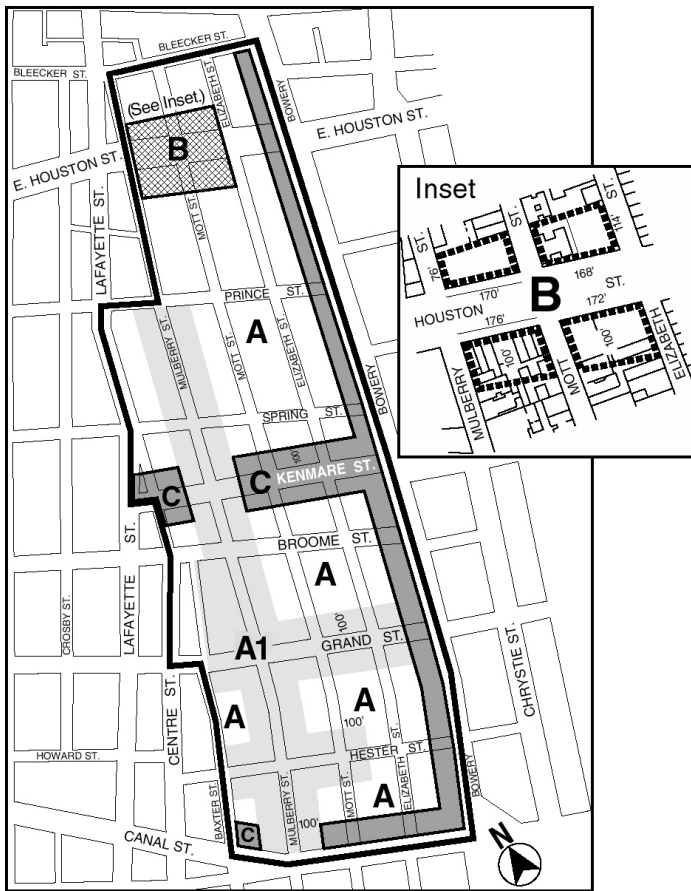 BLEECKER ST.
BLEECKER ST.
(See Inset.)
ELIZABETH ST.
BOWERY
E. HOUSTON ST.
E. HOUSTON ST.
B
MOTT ST.
LAFAYETTE ST.
PRINCE ST.
A
MULBERRY ST.
MOTT ST.
ELIZABETH ST.
BOWERY
SPRING ST.
100'
C
C
KENMARE ST.
BROOME ST.
LAFAYETTE ST.
CROSBY ST.
A
100'
A1
GRAND ST.
CHRYSTIE ST.
CENTRE ST.
A
A
100'
HOWARD ST.
HESTER ST.
BAXTER ST.
MULBERRY ST.
MOTT ST.
ELIZABETH ST.
A
BOWERY
C
100'
CANAL ST.
N
Inset
ST.
ST.
ST.
76'
114'
170'
168'
B
HOUSTON
ST.
176'
172'
100'
100'
MULBERRY
MOTT
ELIZABETH